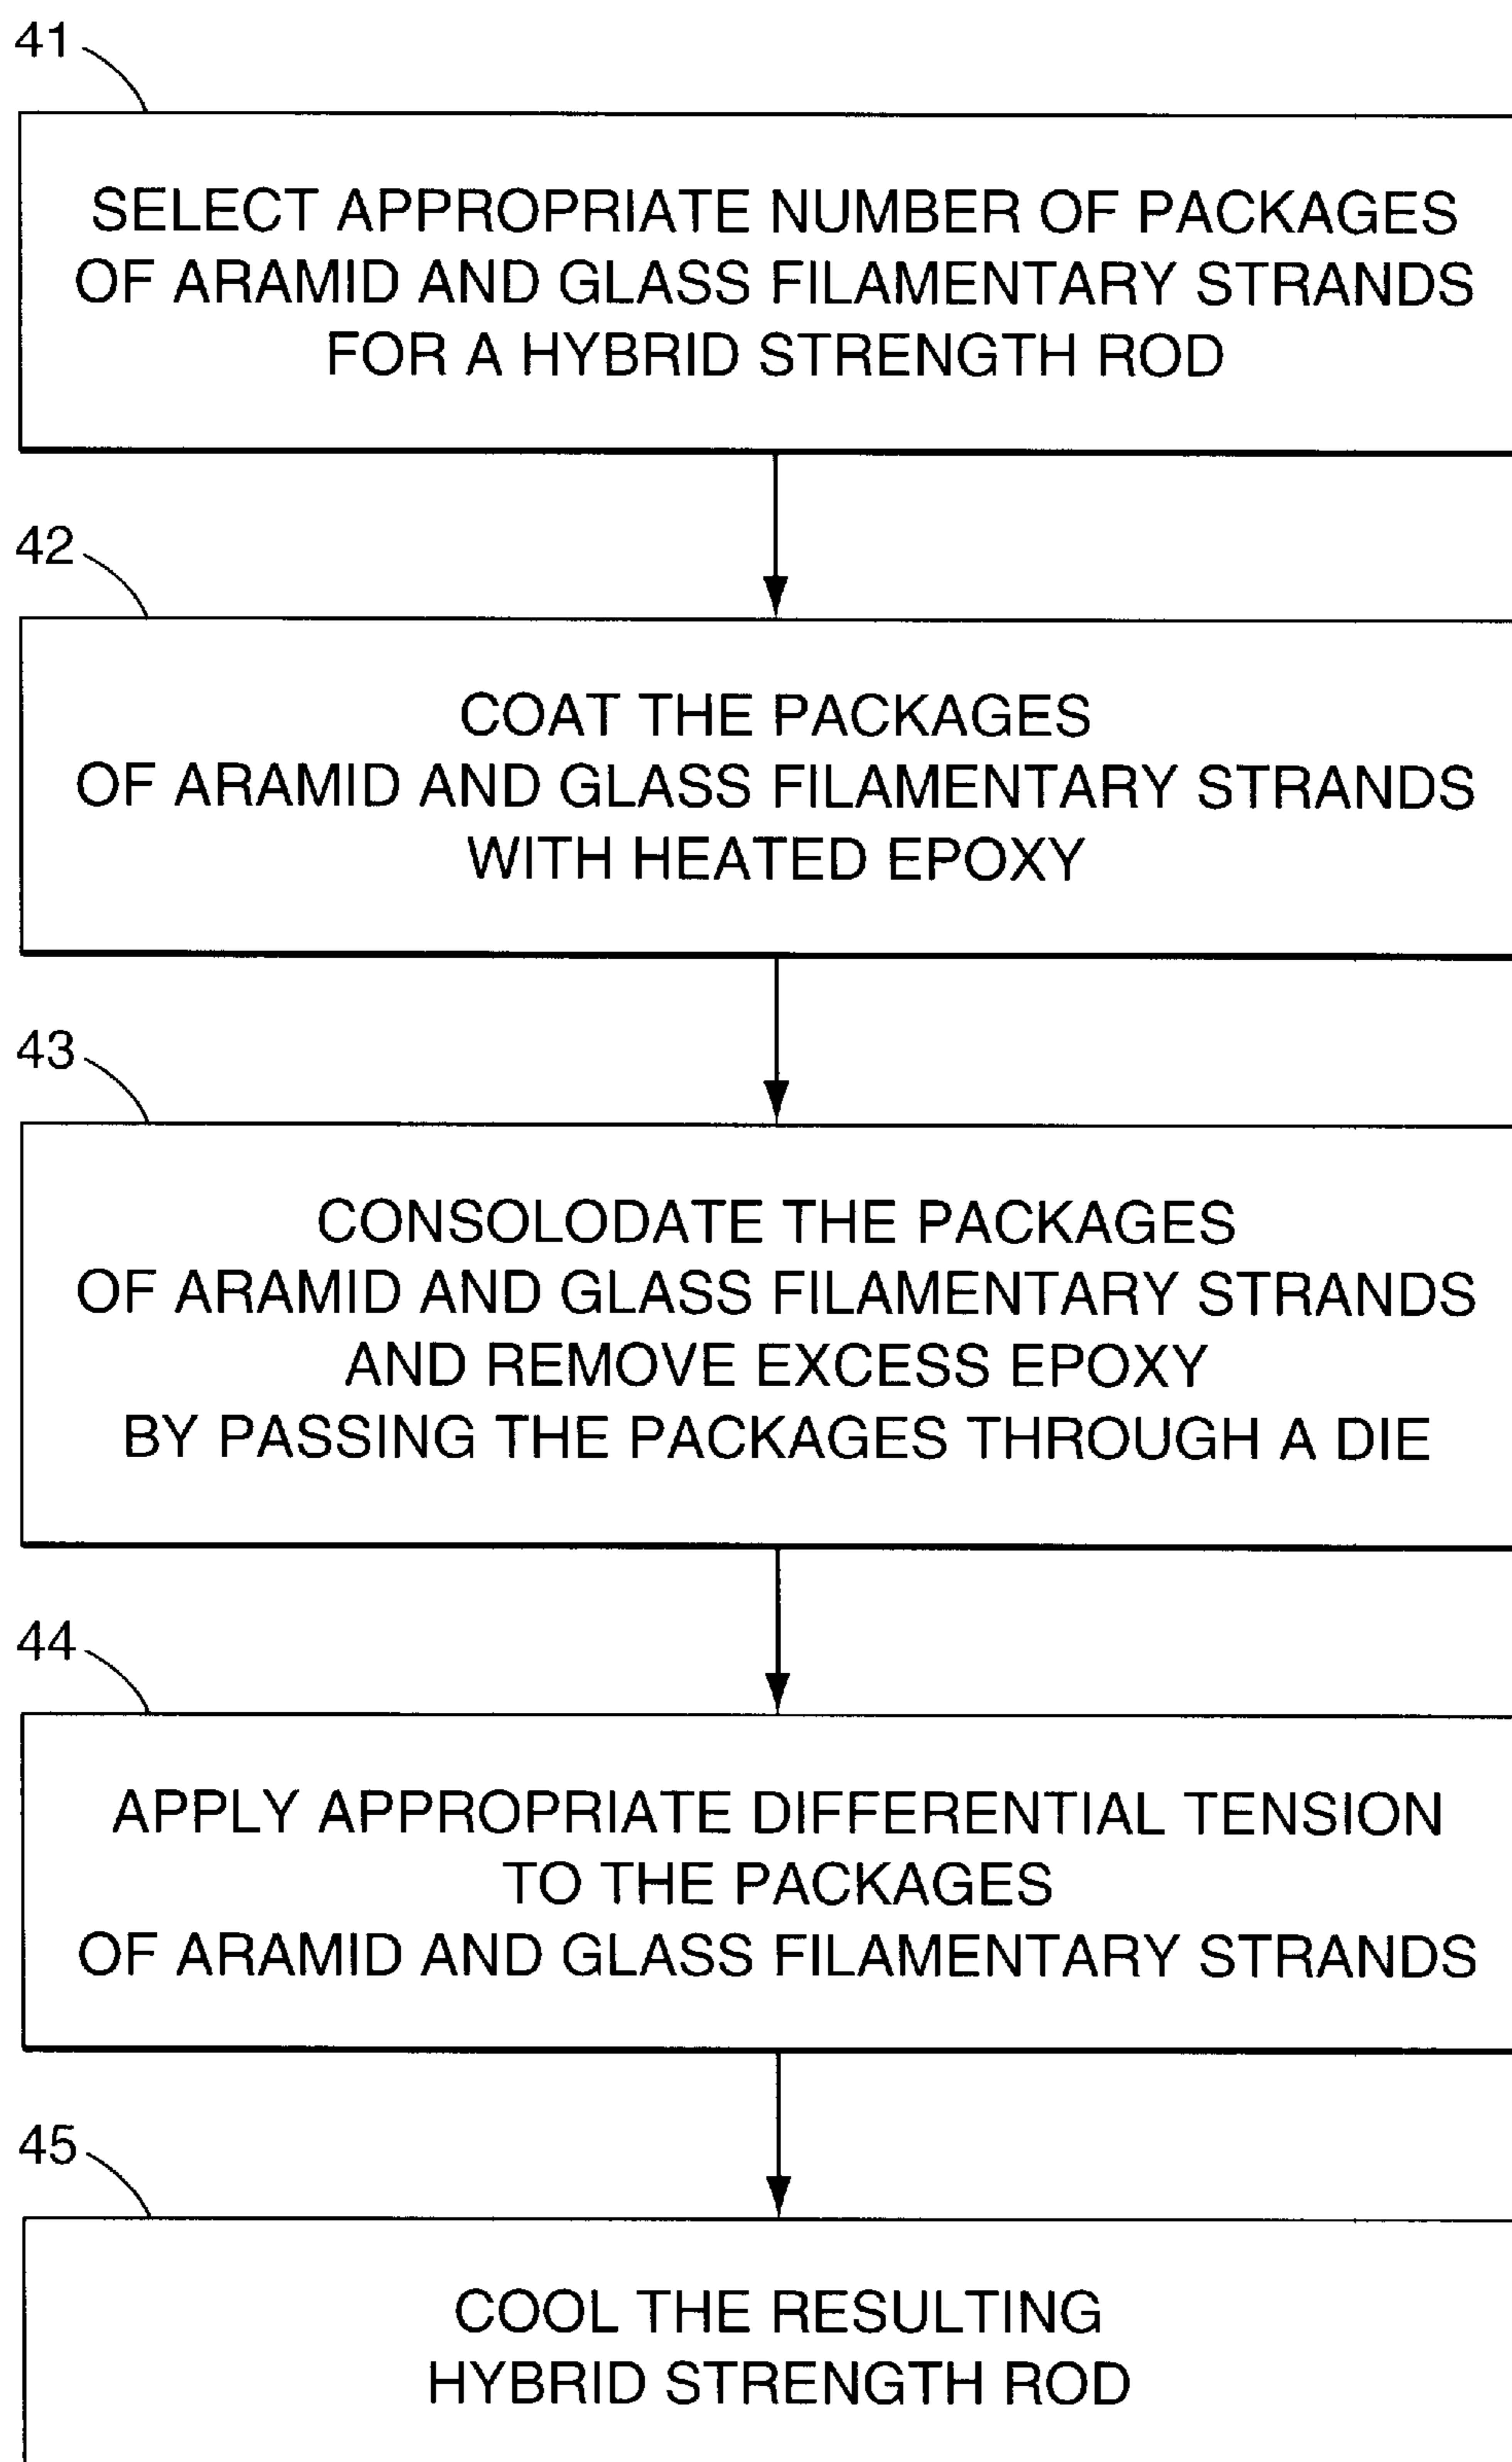 41
SELECT APPROPRIATE NUMBER OF PACKAGES
OF ARAMID AND GLASS FILAMENTARY STRANDS
FOR A HYBRID STRENGTH ROD
42
COAT THE PACKAGES
OF ARAMID AND GLASS FILAMENTARY STRANDS
WITH HEATED EPOXY
43
CONSOLODATE THE PACKAGES
OF ARAMID AND GLASS FILAMENTARY STRANDS
AND REMOVE EXCESS EPOXY
BY PASSING THE PACKAGES THROUGH A DIE
44
APPLY APPROPRIATE DIFFERENTIAL TENSION
TO THE PACKAGES
OF ARAMID AND GLASS FILAMENTARY STRANDS
45
COOL THE RESULTING
HYBRID STRENGTH ROD